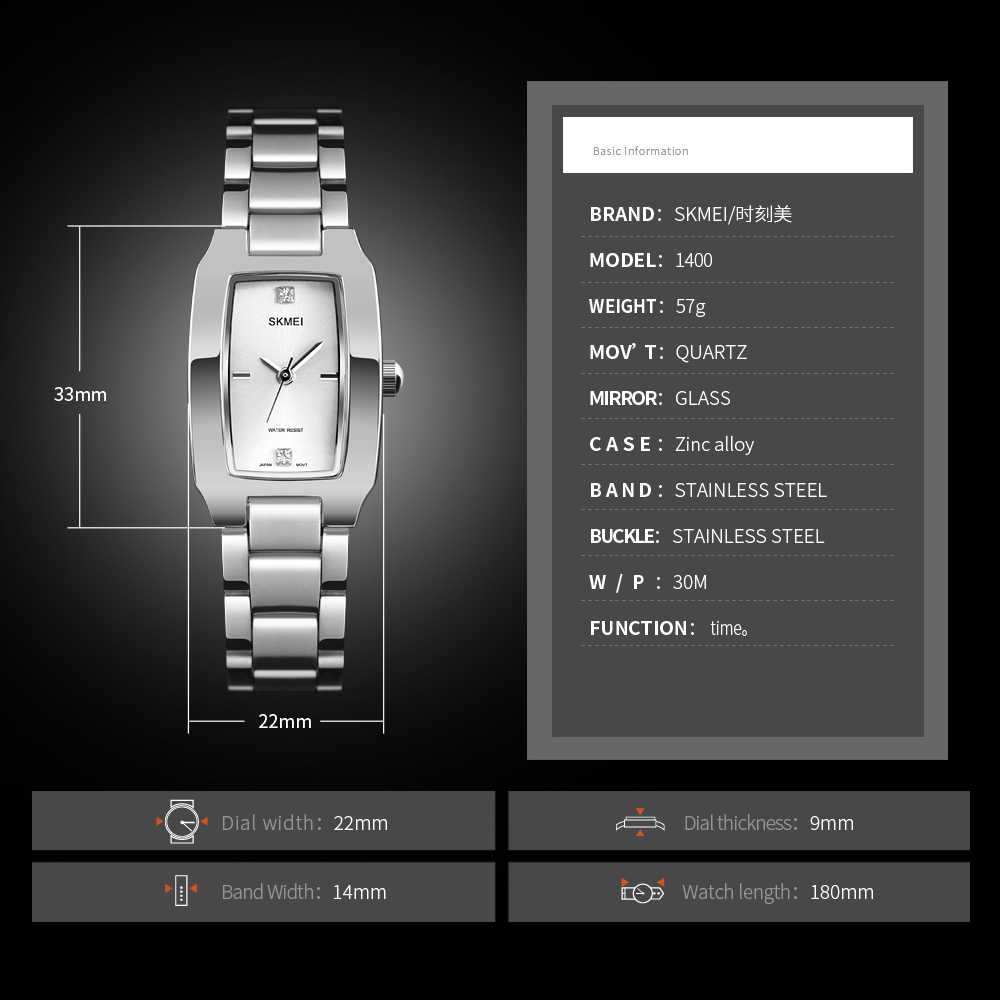 SKMEI
WATER RESIST
JAPAN MOV'T
33mm
22mm
Basic Information
BRAND: SKMEI/时刻美
MODEL: 1400
WEIGHT: 57g
MOV’ T: QUARTZ
MIRROR: GLASS
CASE: Zinc alloy
BAND: STAINLESS STEEL
BUCKLE: STAINLESS STEEL
W / P : 30M
FUNCTION: time。
Dial width: 22mm
Dial thickness: 9mm
Band Width: 14mm
Watch length: 180mm